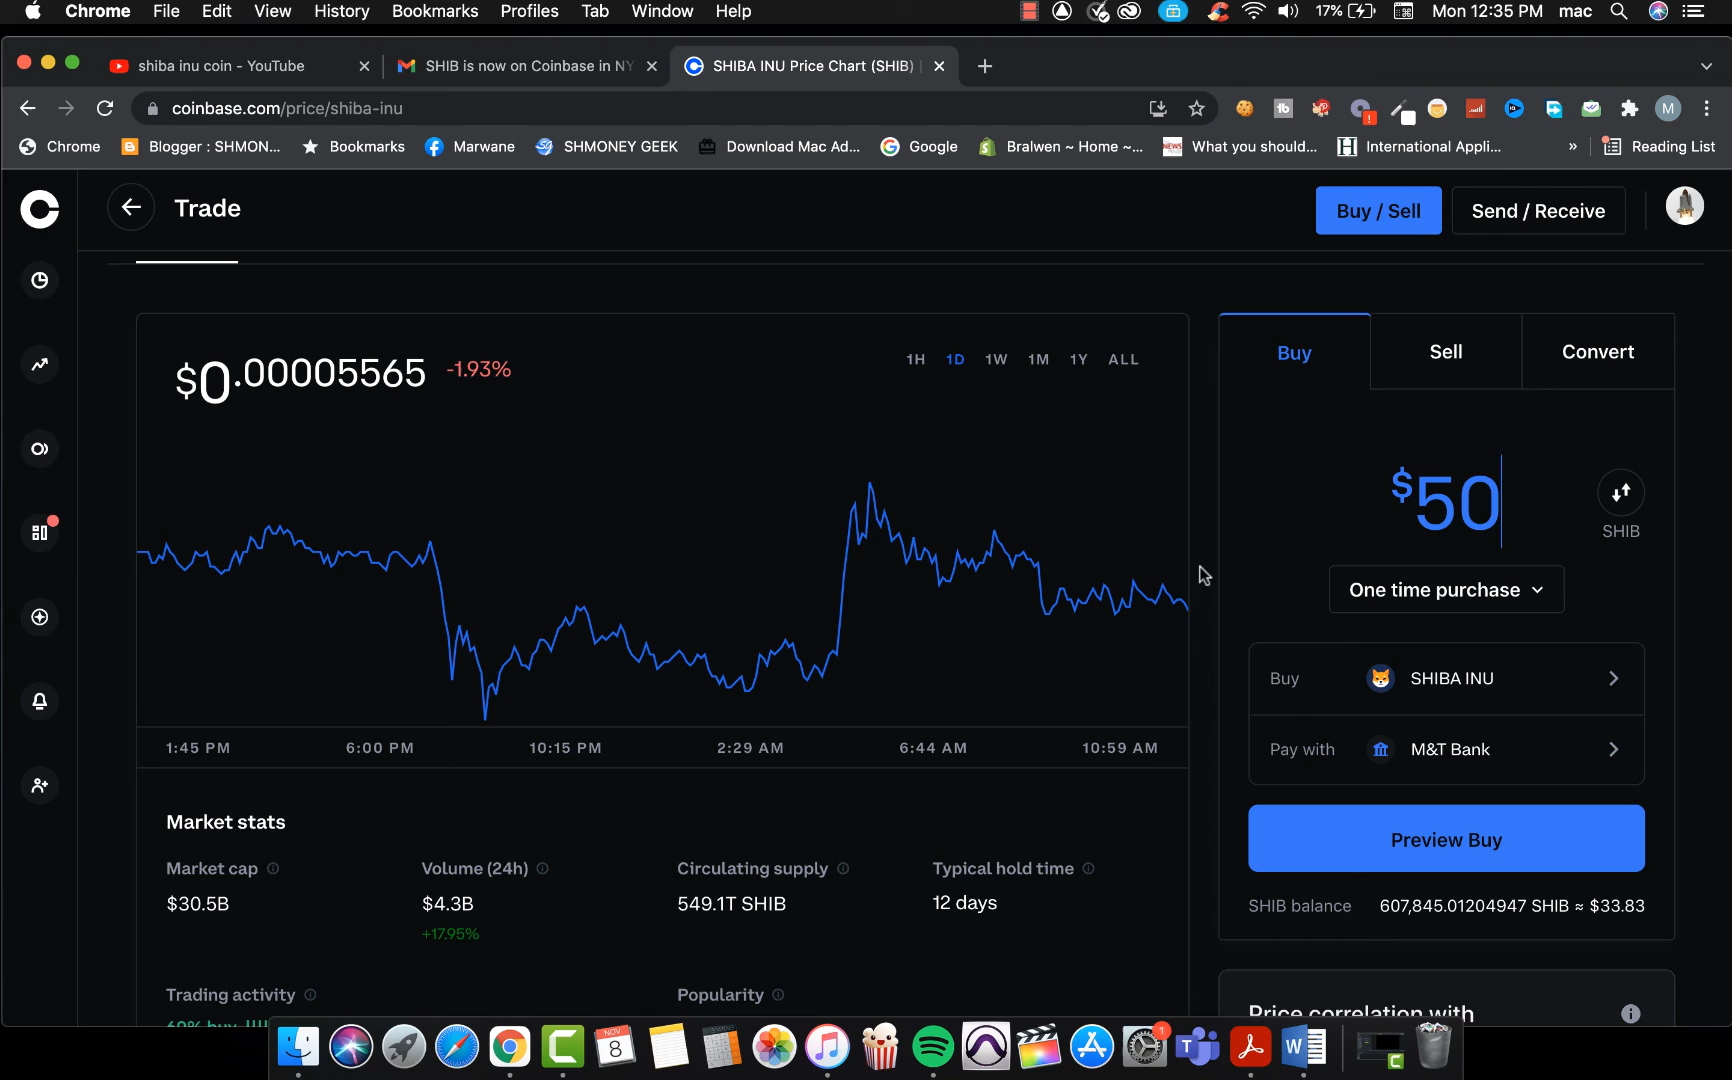 Chrome File Edit View History Bookmarks Profiles Tab Window Help 17% Mon 12:35 PM mac
shiba inu coin - YouTube SHIB is now on Coinbase in NY SHIBA INU Price Chart (SHIB) |
coinbase.com/price/shiba-inu M
Chrome Blogger : SHMON... Bookmarks Marwane SHMONEY GEEK Download Mac Ad... Google Bralwen ~ Home ~... What you should... International Appli... » Reading List
Trade Buy / Sell Send / Receive
$0.00005565 -1.93% 1H 1D 1W 1M 1Y ALL
Buy Sell Convert
$50
SHIB
One time purchase
Buy SHIBA INU
Pay with M&T Bank
Preview Buy
SHIB balance 607,845.01204947 SHIB ≈ $33.83
1:45 PM 6:00 PM 10:15 PM 2:29 AM 6:44 AM 10:59 AM
Market stats
Market cap Volume (24h) Circulating supply Typical hold time
$30.5B $4.3B 549.1T SHIB 12 days
+17.95%
Trading activity Popularity
Price correlation with
NOV
8
1